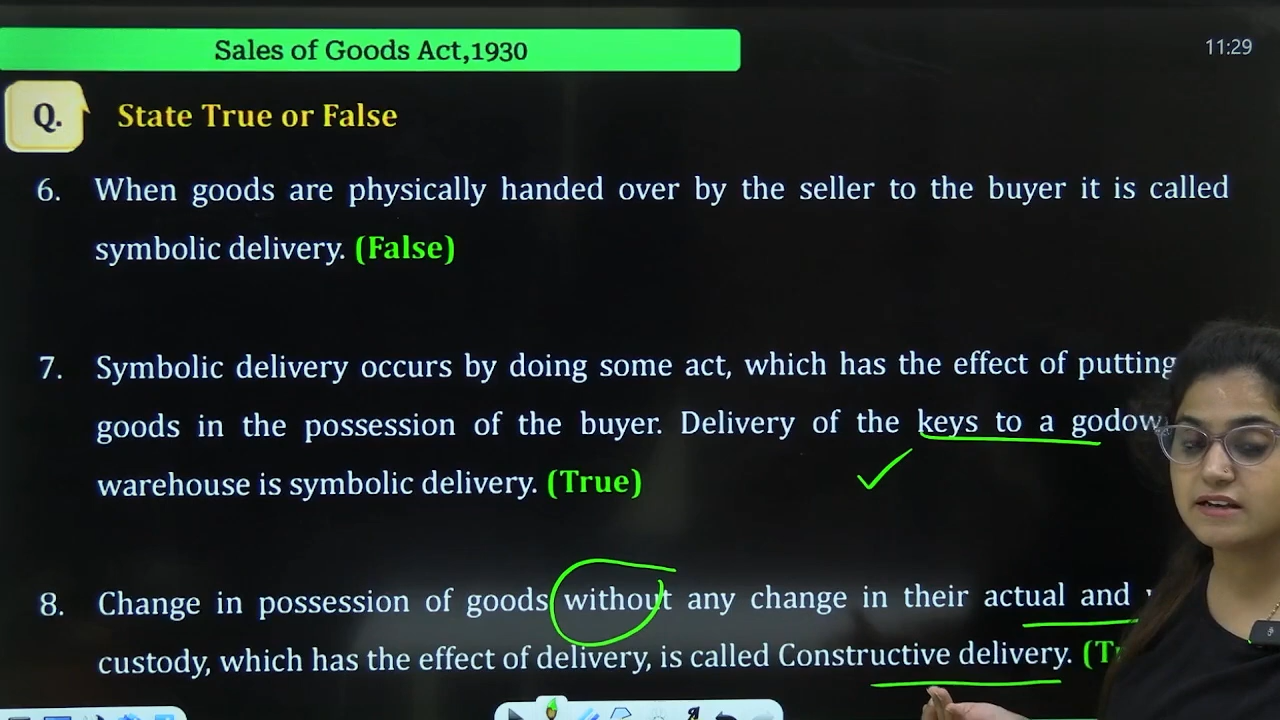 Sales of Goods Act,1930
11:29
Q.
State True or False
6. When goods are physically handed over by the seller to the buyer it is called
symbolic delivery. (False)
7. Symbolic delivery occurs by doing some act, which has the effect of putting
goods in the possession of the buyer. Delivery of the keys to a
warehouse is symbolic delivery. (True)
8. Change in possession of goods without any change in their actual and
custody, which has the effect of delivery, is called Constructive delivery.